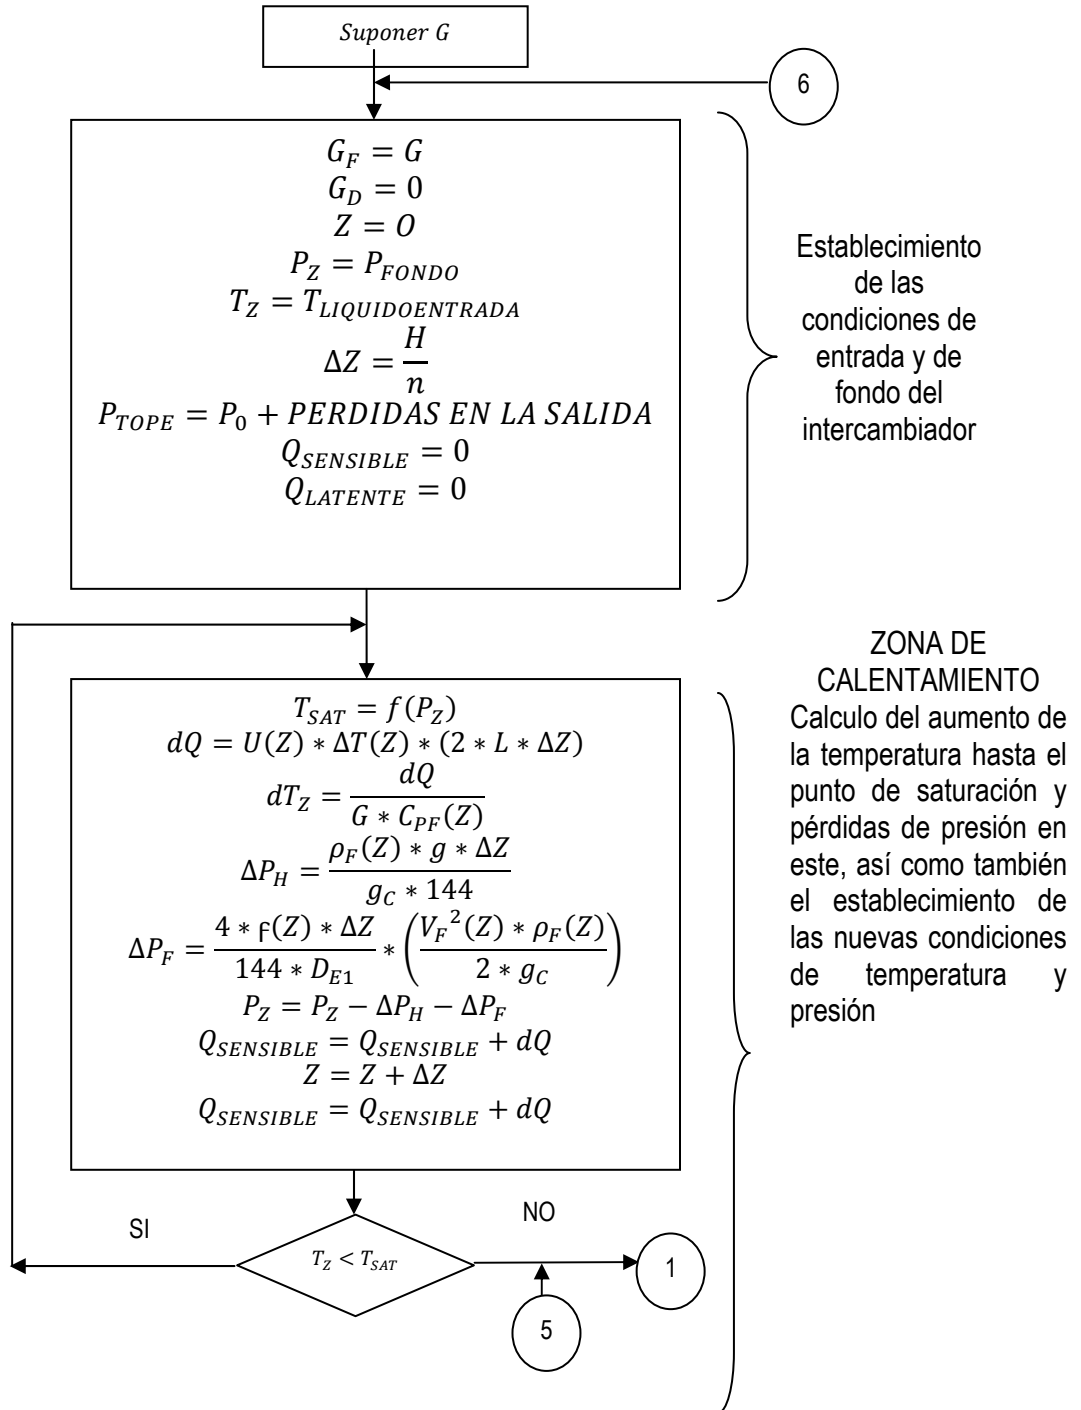 Suponer G
6
G_F = G
G_D = 0
Z = O
P_Z = P_FONDO
T_Z = T_LIQUIDOENTRADA
ΔZ = H/n
P_TOPE = P_0 + PERDIDAS EN LA SALIDA
Q_SENSIBLE = 0
Q_LATENTE = 0
Establecimiento
de las
condiciones de
entrada y de
fondo del
intercambiador
T_SAT = f(P_Z)
dQ = U(Z) * ΔT(Z) * (2 * L * ΔZ)
dT_Z = dQ / (G * C_PF(Z))
ΔP_H = (ρ_F(Z) * g * ΔZ) / (g_C * 144)
ΔP_F = (4 * f(Z) * ΔZ) / (144 * D_E1) * ((V_F²(Z) * ρ_F(Z)) / (2 * g_C))
P_Z = P_Z − ΔP_H − ΔP_F
Q_SENSIBLE = Q_SENSIBLE + dQ
Z = Z + ΔZ
Q_SENSIBLE = Q_SENSIBLE + dQ
ZONA DE
CALENTAMIENTO
Calculo del aumento de
la temperatura hasta el
punto de saturación y
pérdidas de presión en
este, así como también
el establecimiento de
las nuevas condiciones
de temperatura y
presión
SI
T_Z < T_SAT
NO
1
5